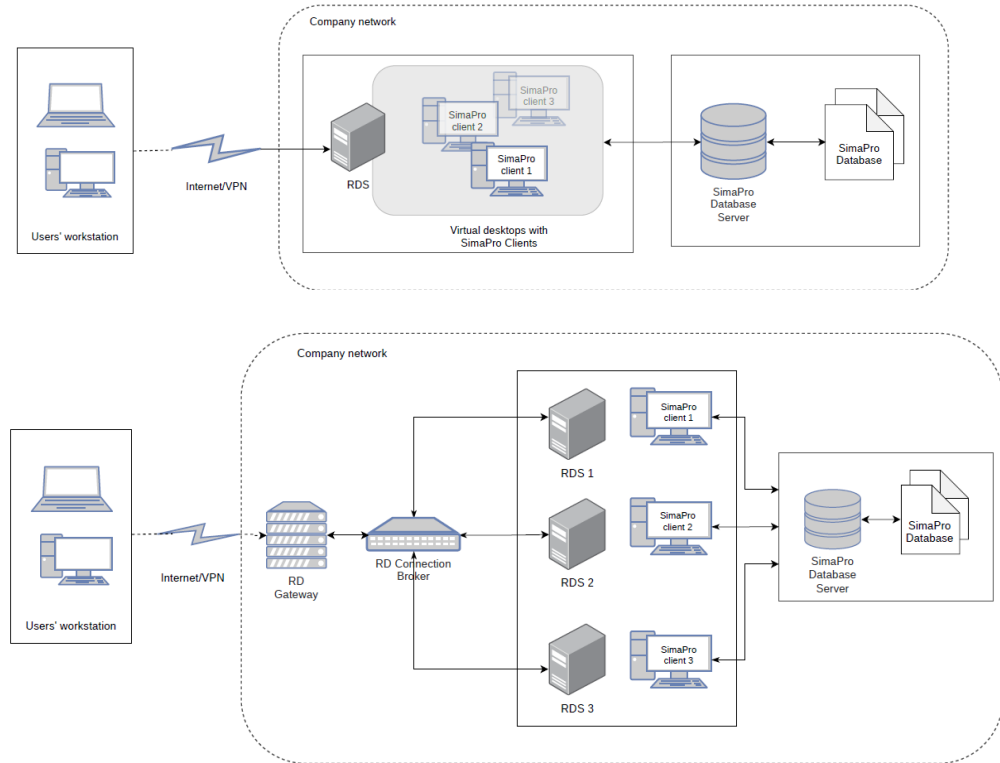 Company network
Users' workstation
Internet/VPN
RDS
SimaPro
client 3
SimaPro
client 2
SimaPro
client 1
Virtual desktops with
SimaPro Clients
SimaPro
Database
Server
SimaPro
Database
Company network
Users' workstation
Internet/VPN
RD
Gateway
RD Connection
Broker
RDS 1
SimaPro
client 1
RDS 2
SimaPro
client 2
RDS 3
SimaPro
client 3
SimaPro
Database
Server
SimaPro
Database